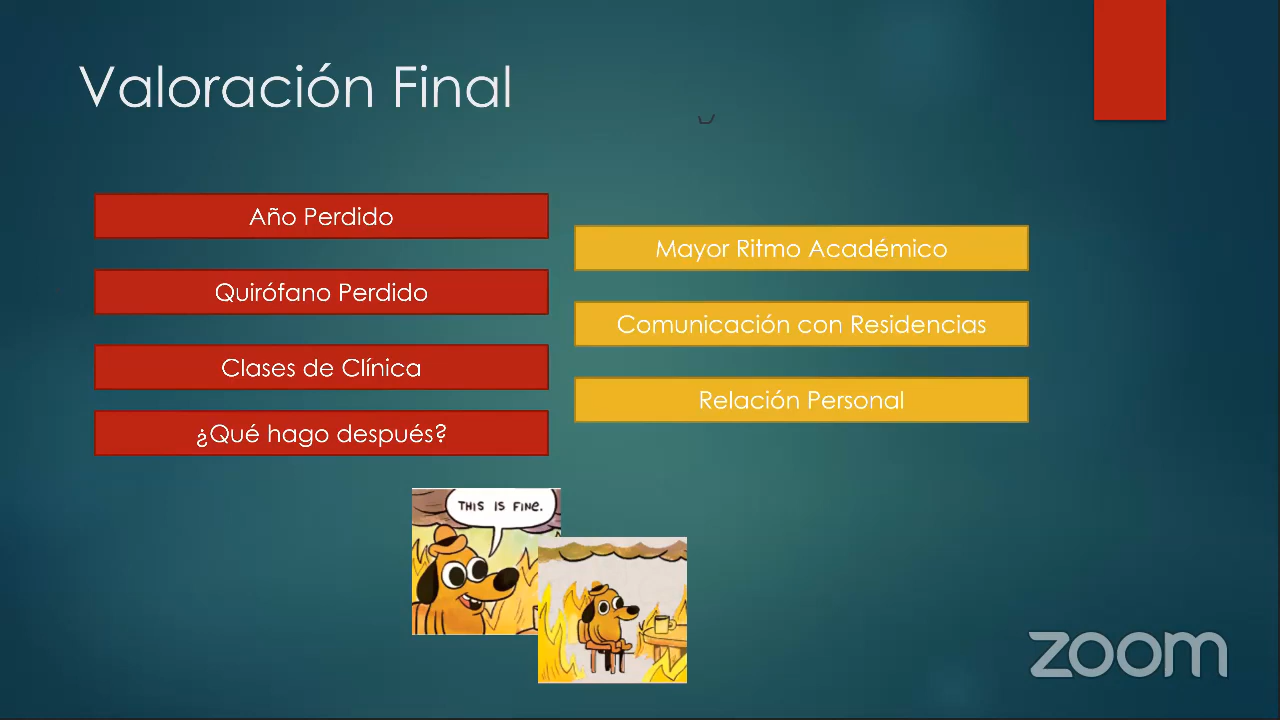 Valoración Final
Año Perdido
Quirófano Perdido
Clases de Clínica
¿Qué hago después?
Mayor Ritmo Académico
Comunicación con Residencias
Relación Personal
THIS IS FINE.
zoom